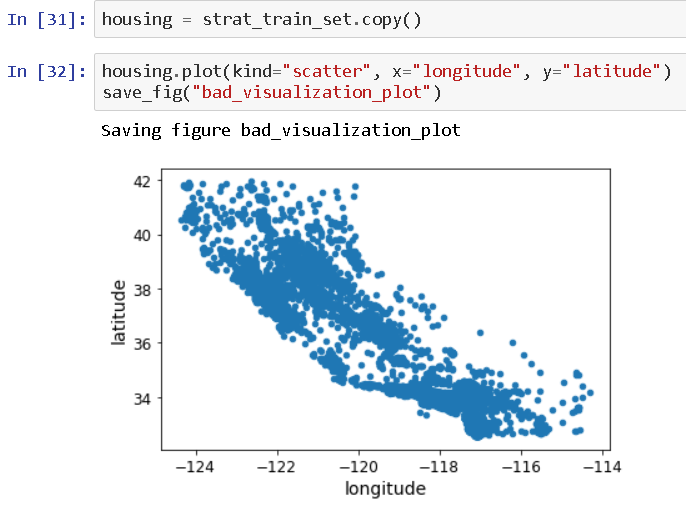 In [31]: housing = strat_train_set.copy()
In [32]: housing.plot(kind="scatter", x="longitude", y="latitude")
save_fig("bad_visualization_plot")
Saving figure bad_visualization_plot
42
40
38
36
34
latitude
−124 −122 −120 −118 −116 −114
longitude